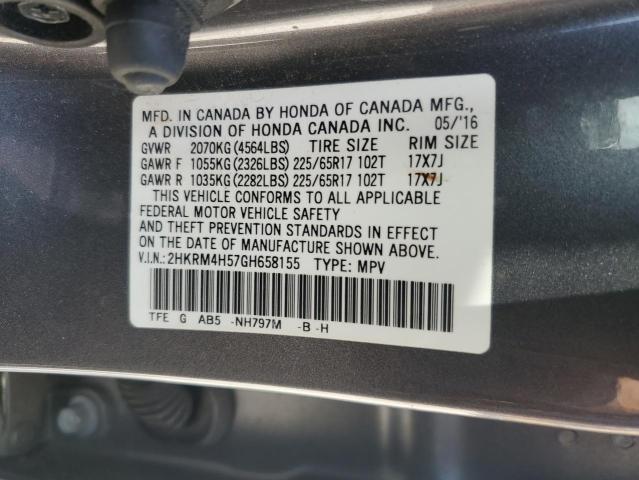 MFD. IN CANADA BY HONDA OF CANADA MFG.,
A DIVISION OF HONDA CANADA INC. 05/'16
GVWR 2070KG (4564LBS) TIRE SIZE RIM SIZE
GAWR F 1055KG (2326LBS) 225/65R17 102T 17X7J
GAWR R 1035KG (2282LBS) 225/65R17 102T 17X7J
THIS VEHICLE CONFORMS TO ALL APPLICABLE
FEDERAL MOTOR VEHICLE SAFETY
AND THEFT PREVENTION STANDARDS IN EFFECT
ON THE DATE OF MANUFACTURE SHOWN ABOVE.
V.I.N.: 2HKRM4H57GH658155 TYPE: MPV
TFE G AB5 -NH797M -B -H